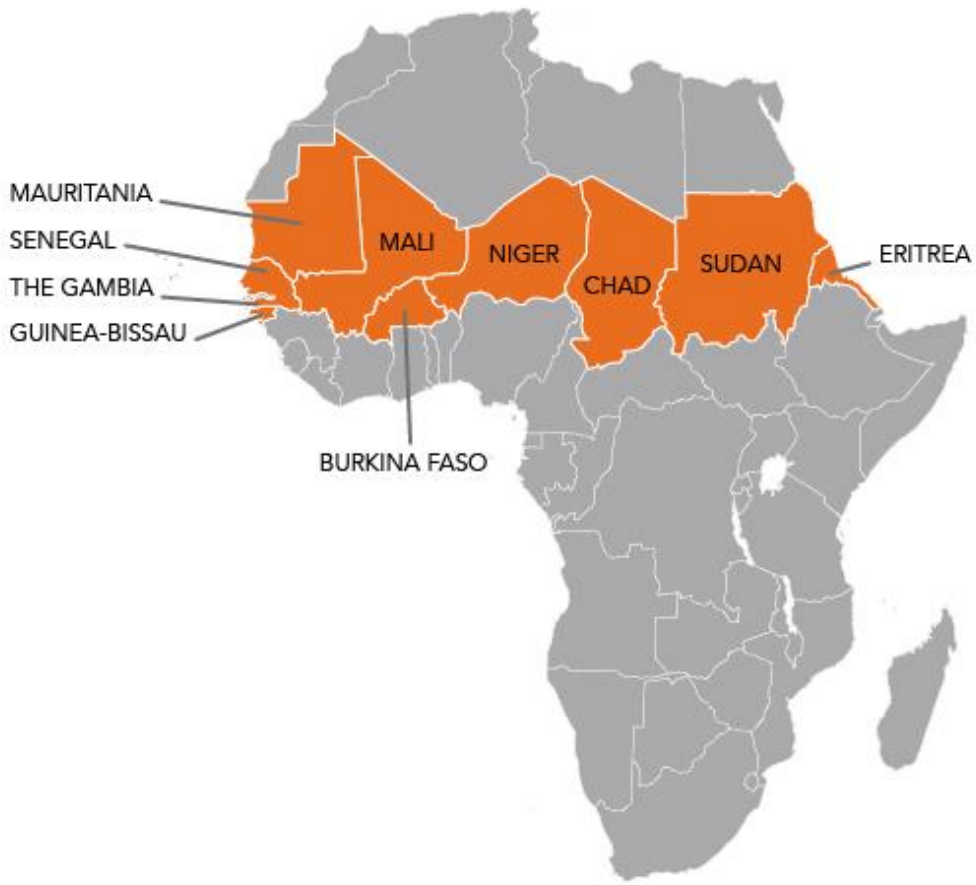 MAURITANIA
SENEGAL
THE GAMBIA
GUINEA-BISSAU
MALI
NIGER
CHAD
SUDAN
ERITREA
BURKINA FASO